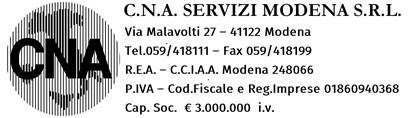 C.N.A. SERVIZI MODENA S.R.L.
CNA
Via Malavolti 27 – 41122 Modena
Tel.059/418111 – Fax 059/418199
R.E.A. – C.C.I.A.A. Modena 248066
P.IVA – Cod.Fiscale e Reg.Imprese 01860940368
Cap. Soc.  € 3.000.000  i.v.